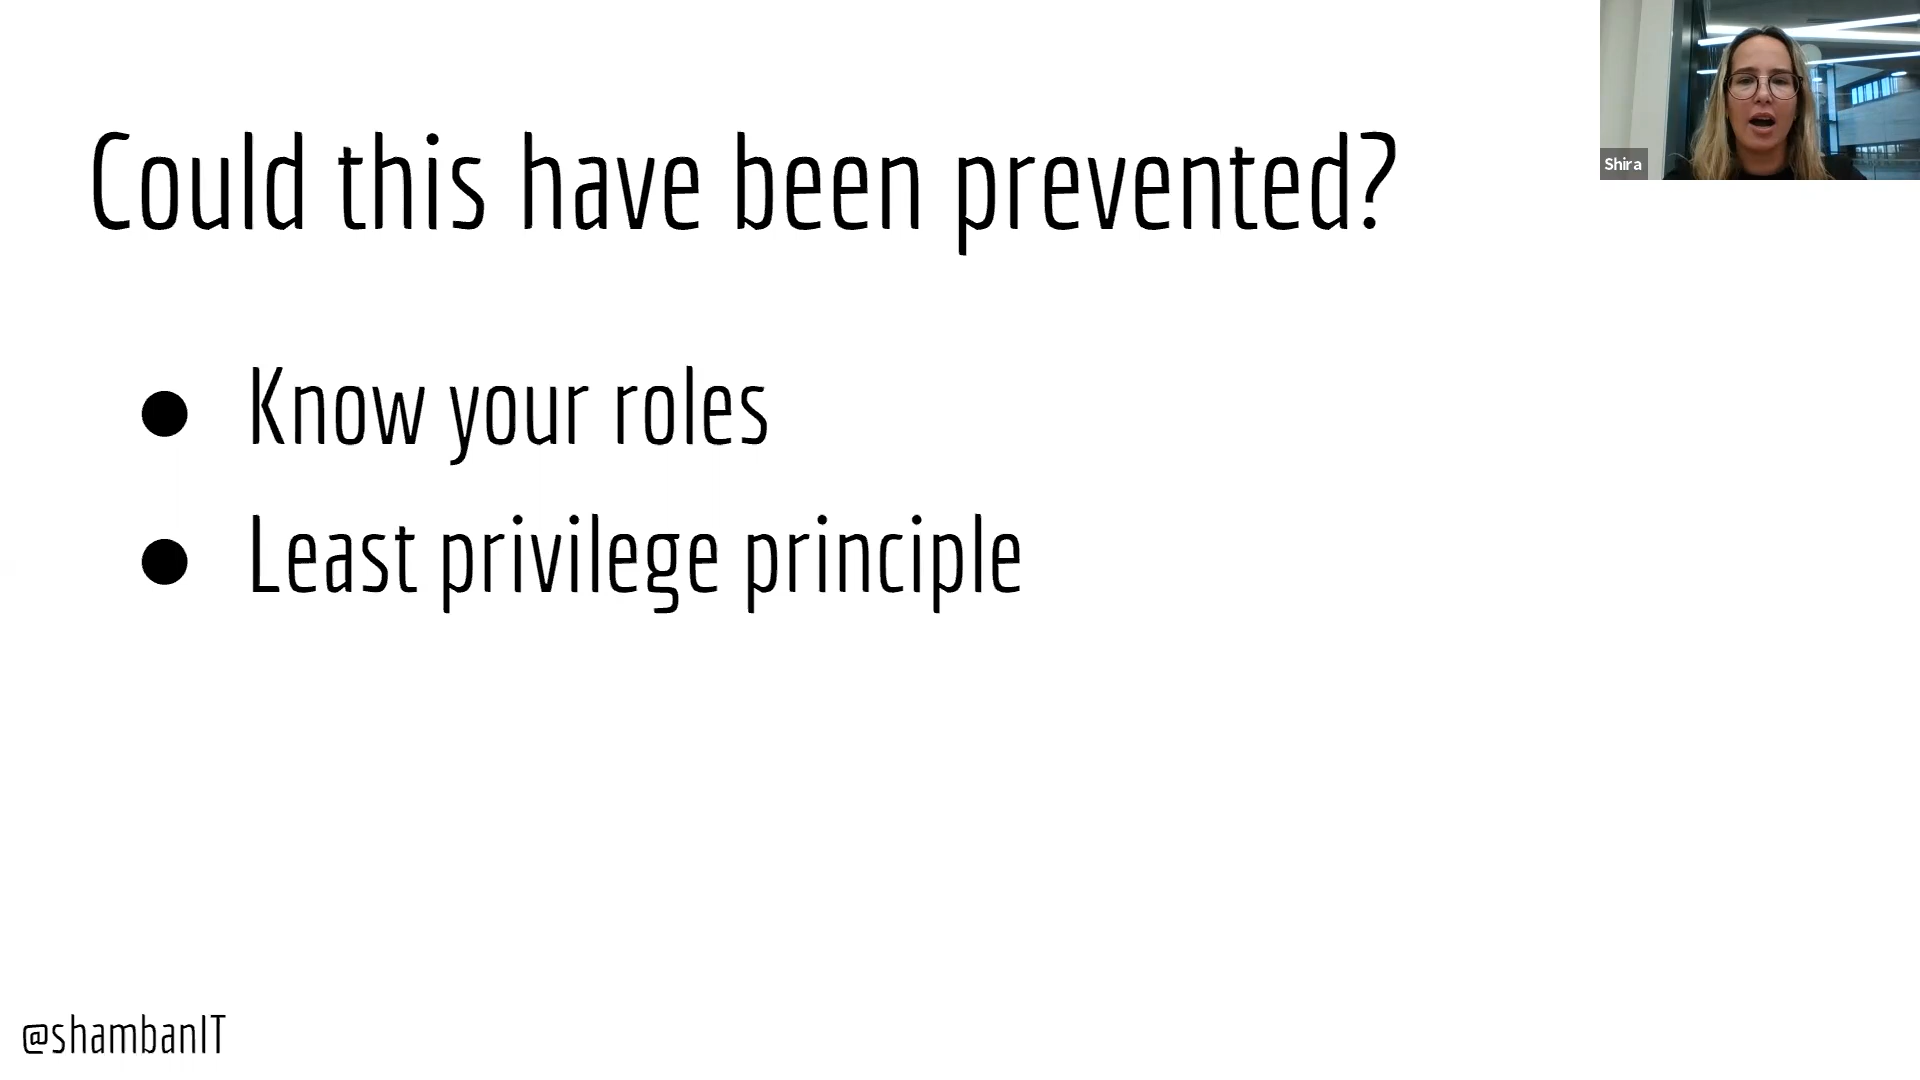 Could this have been prevented?
Shira
● Know your roles
● Least privilege principle
@shambanIT